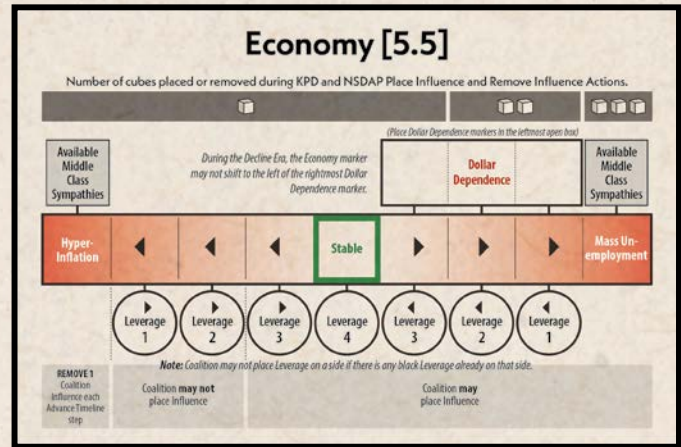 Economy [5.5]
Number of cubes placed or removed during KPD and NSDAP Place Influence and Remove Influence Actions.
(Place Dollar Dependence markers in the leftmost open box)
Available
Middle
Class
Sympathies
During the Decline Era, the Economy marker
may not shift to the left of the rightmost Dollar
Dependence marker.
Dollar
Dependence
Available
Middle
Class
Sympathies
Hyper-
Inflation
Stable
Mass Un-
employment
Leverage
1
Leverage
2
Leverage
3
Leverage
4
Leverage
3
Leverage
2
Leverage
1
Note: Coalition may not place Leverage on a side if there is any black Leverage already on that side.
REMOVE 1
Coalition
Influence each
Advance Timeline
step
Coalition may not
place Influence
Coalition may
place Influence